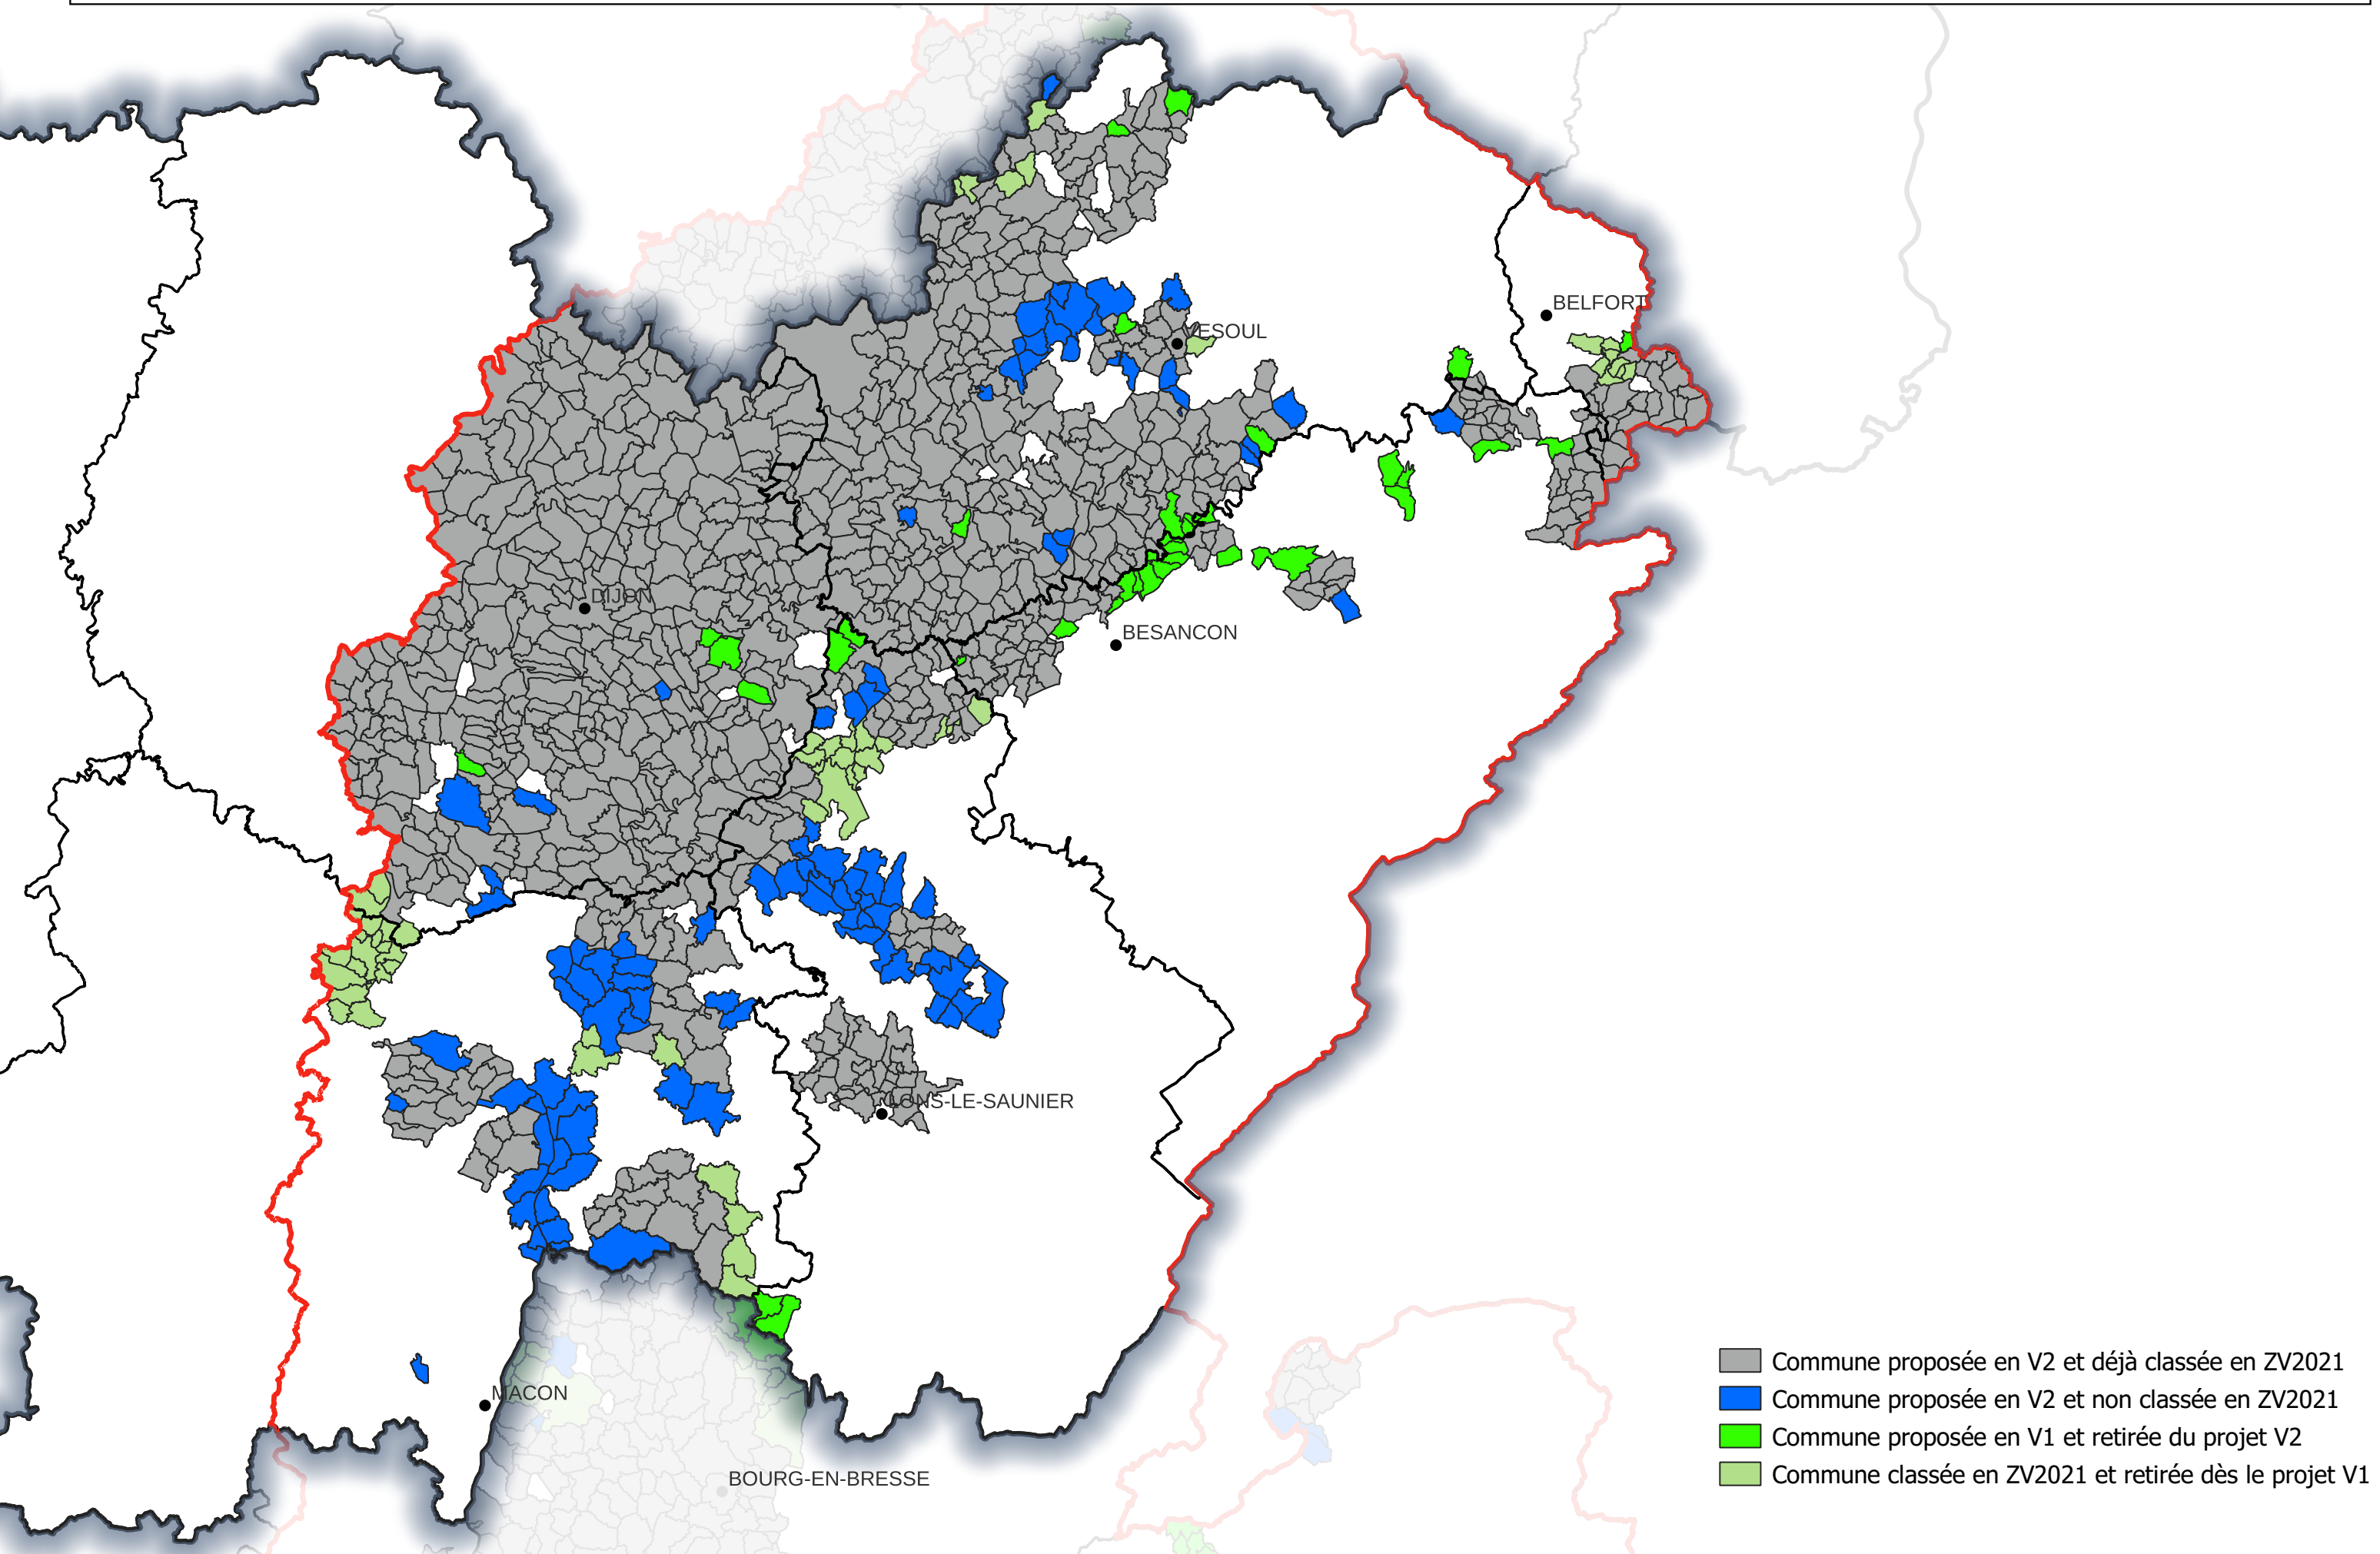 BELFORT
VESOUL
DIJON
BESANCON
LONS-LE-SAUNIER
MACON
BOURG-EN-BRESSE
Commune proposée en V2 et déjà classée en ZV2021
Commune proposée en V2 et non classée en ZV2021
Commune proposée en V1 et retirée du projet V2
Commune classée en ZV2021 et retirée dès le projet V1